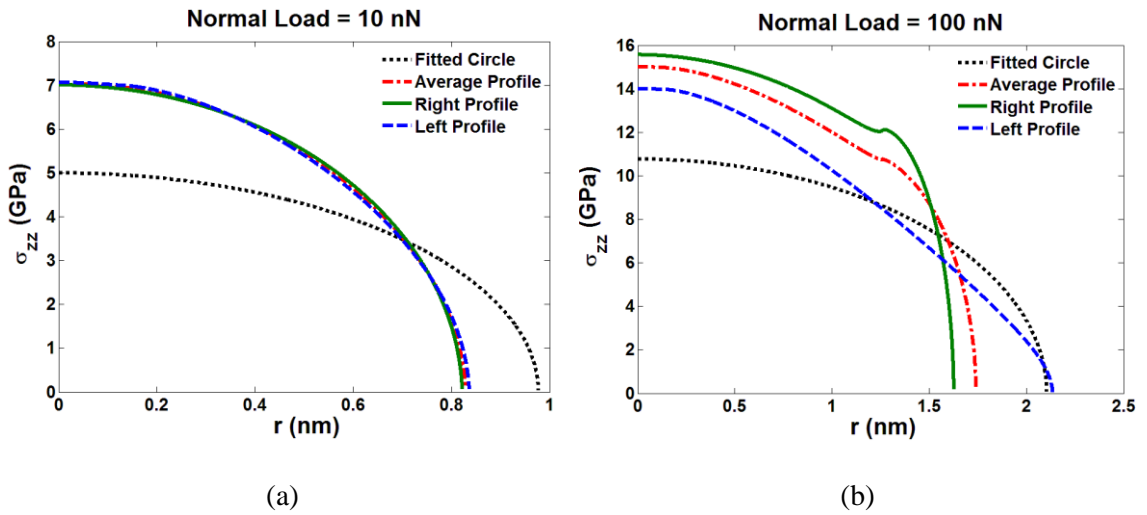 Normal Load = 10 nN
8
7
6
5
4
3
2
1
0
σzz (GPa)
0
0.2
0.4
0.6
0.8
1
r (nm)
Fitted Circle
Average Profile
Right Profile
Left Profile
(a)
Normal Load = 100 nN
16
14
12
10
8
6
4
2
0
σzz (GPa)
0
0.5
1
1.5
2
2.5
r (nm)
Fitted Circle
Average Profile
Right Profile
Left Profile
(b)